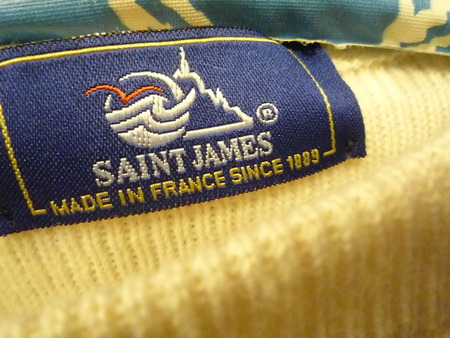 ®
SAINT JAMES
MADE IN FRANCE SINCE 1889